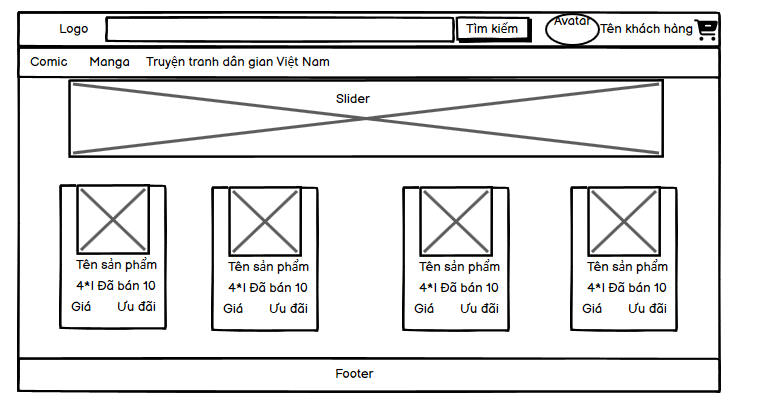 Logo Tìm kiếm Avatar Tên khách hàng
Comic Manga Truyện tranh dân gian Việt Nam
Slider
Tên sản phẩm Tên sản phẩm Tên sản phẩm Tên sản phẩm
4*| Đã bán 10 4*| Đã bán 10 4*| Đã bán 10 4*| Đã bán 10
Giá Ưu đãi Giá Ưu đãi Giá Ưu đãi Giá Ưu đãi
Footer